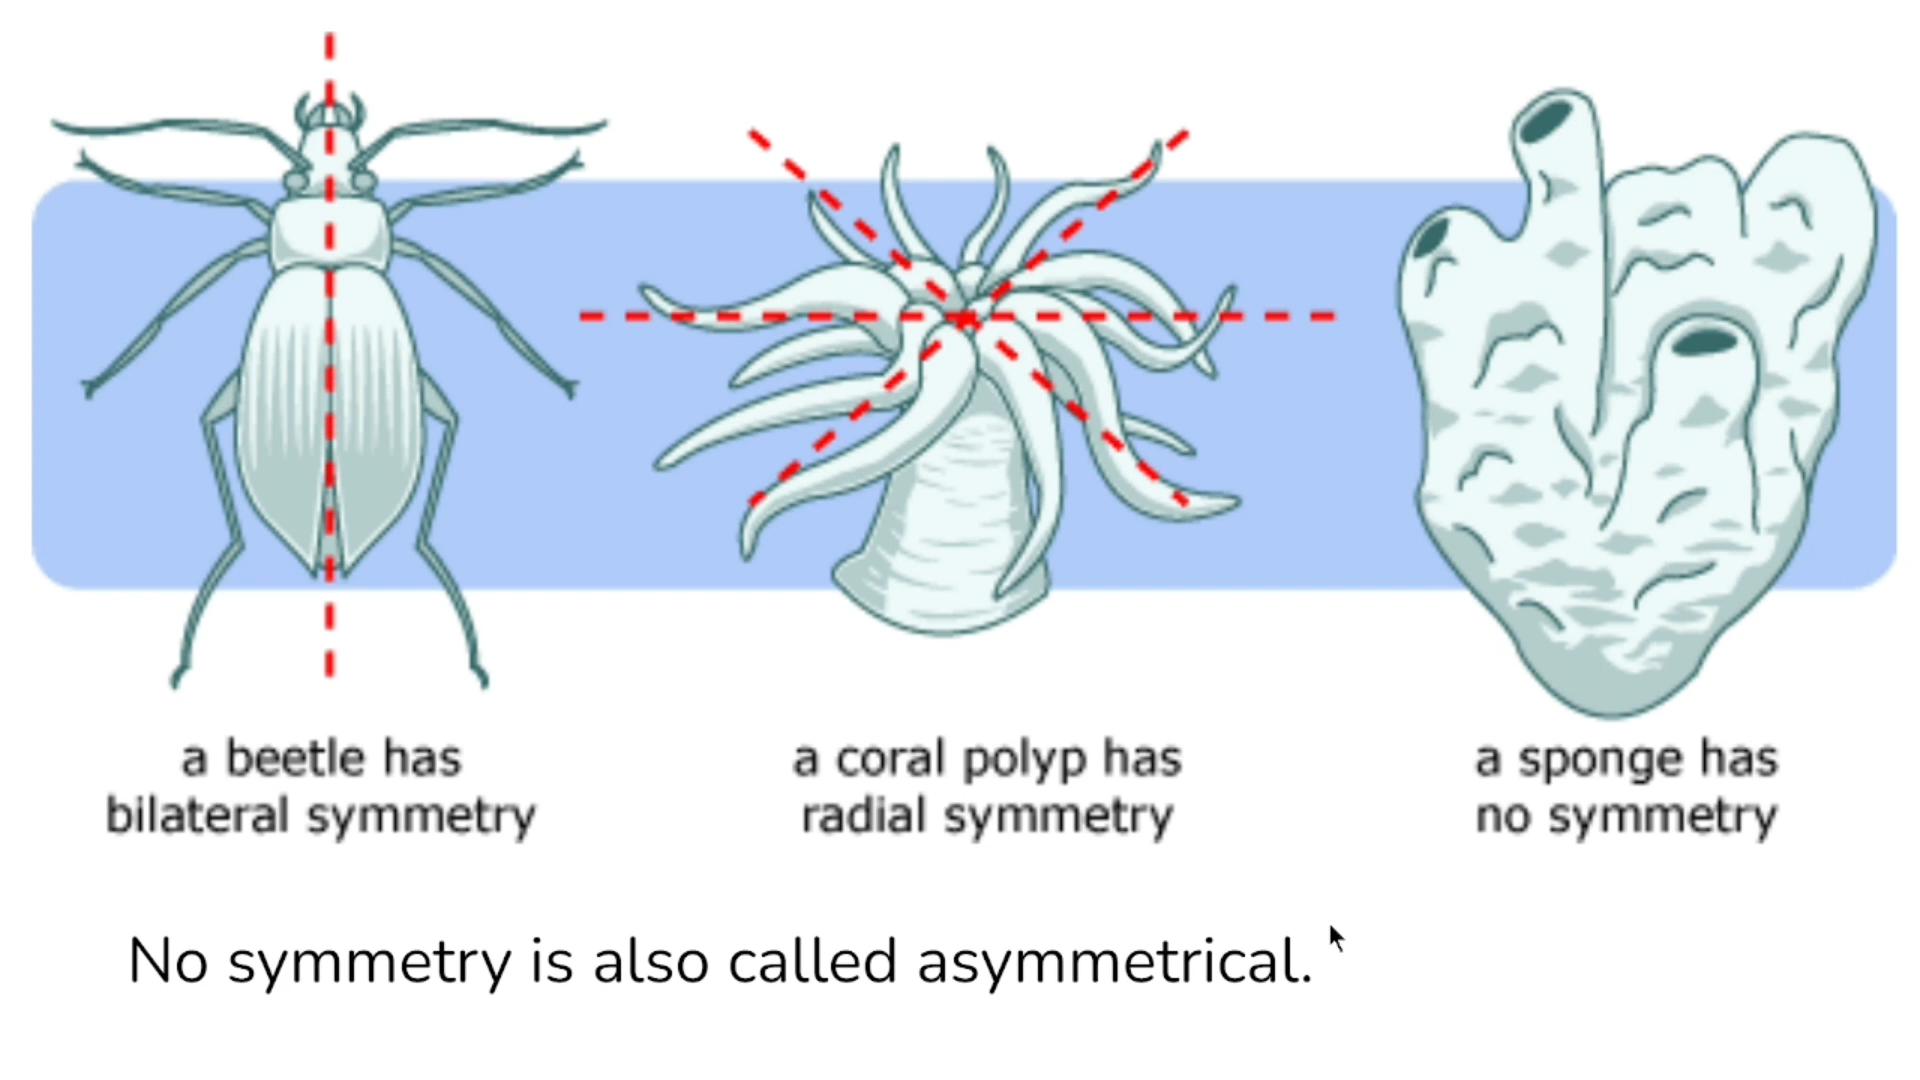 a beetle has
bilateral symmetry
a coral polyp has
radial symmetry
a sponge has
no symmetry
No symmetry is also called asymmetrical.